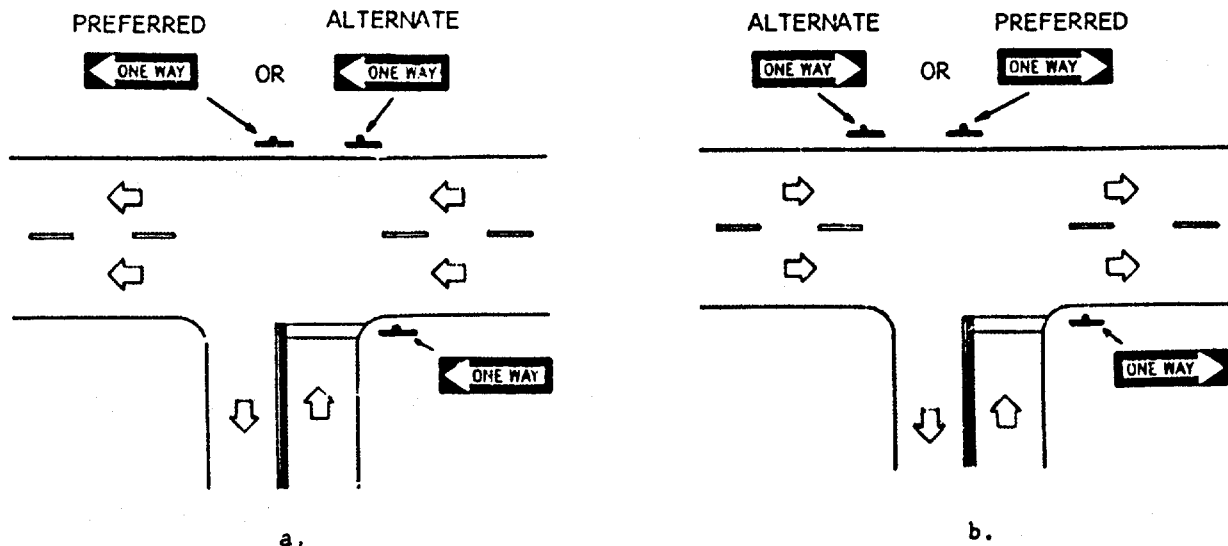 PREFERRED ALTERNATE
ONE WAY OR ONE WAY
ONE WAY
a.
ALTERNATE PREFERRED
ONE WAY OR ONE WAY
ONE WAY
b.